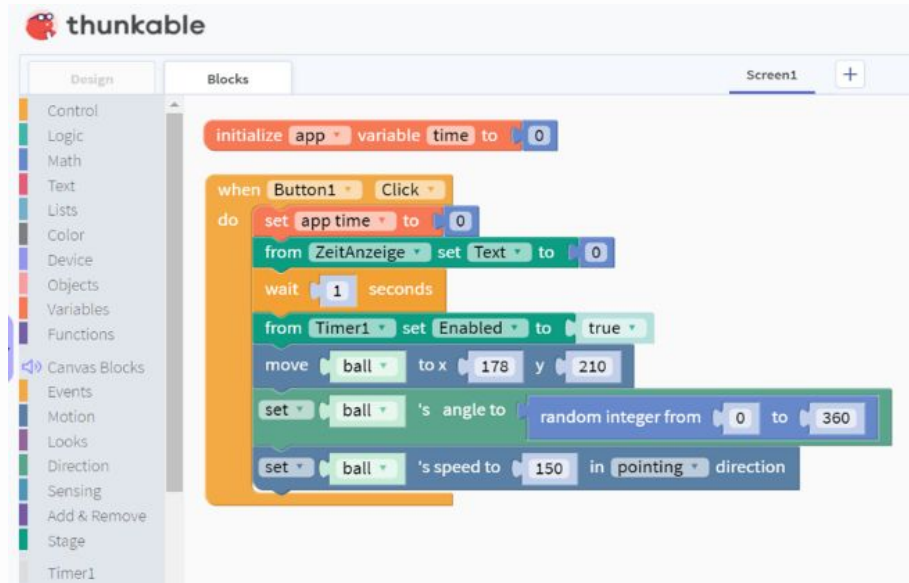 thunkable
Design Blocks Screen1 +
Control
Logic
Math
Text
Lists
Color
Device
Objects
Variables
Functions
Canvas Blocks
Events
Motion
Looks
Direction
Sensing
Add & Remove
Stage
Timer1
initialize app variable time to 0
when Button1 Click
do set app time to 0
from ZeitAnzeige set Text to 0
wait 1 seconds
from Timer1 set Enabled to true
move ball to x 178 y 210
set ball 's angle to random integer from 0 to 360
set ball 's speed to 150 in pointing direction